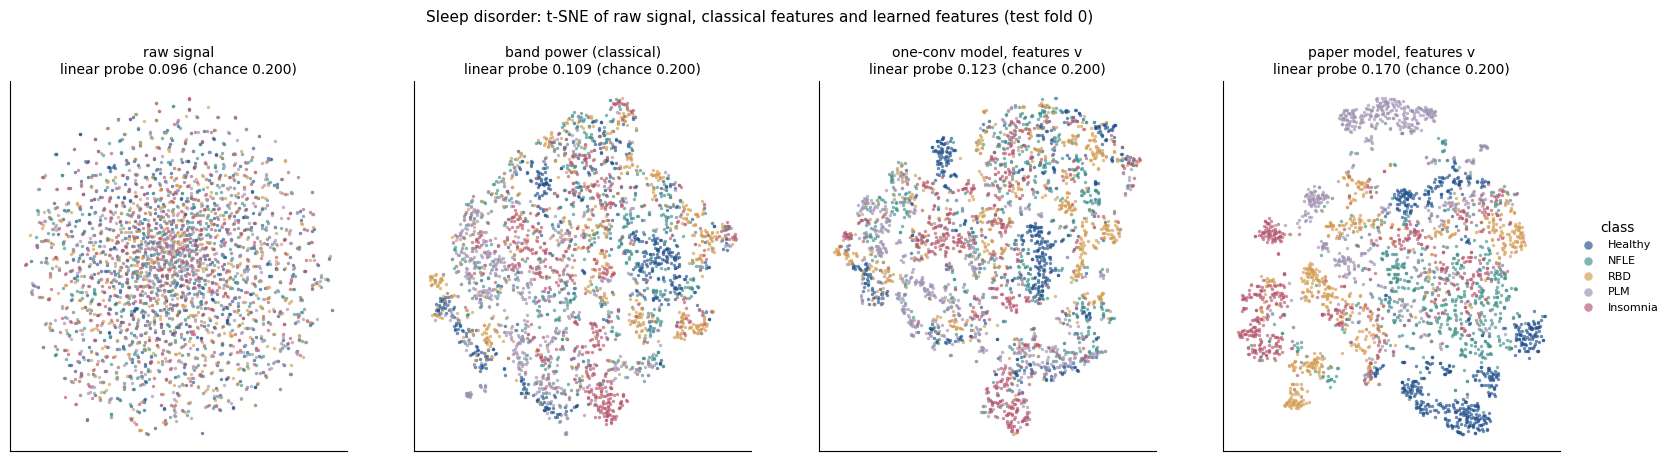 Sleep disorder: t-SNE of raw signal, classical features and learned features (test fold 0)
raw signal
linear probe 0.096 (chance 0.200)
band power (classical)
linear probe 0.109 (chance 0.200)
one-conv model, features v
linear probe 0.123 (chance 0.200)
paper model, features v
linear probe 0.170 (chance 0.200)
class
Healthy
NFLE
RBD
PLM
Insomnia